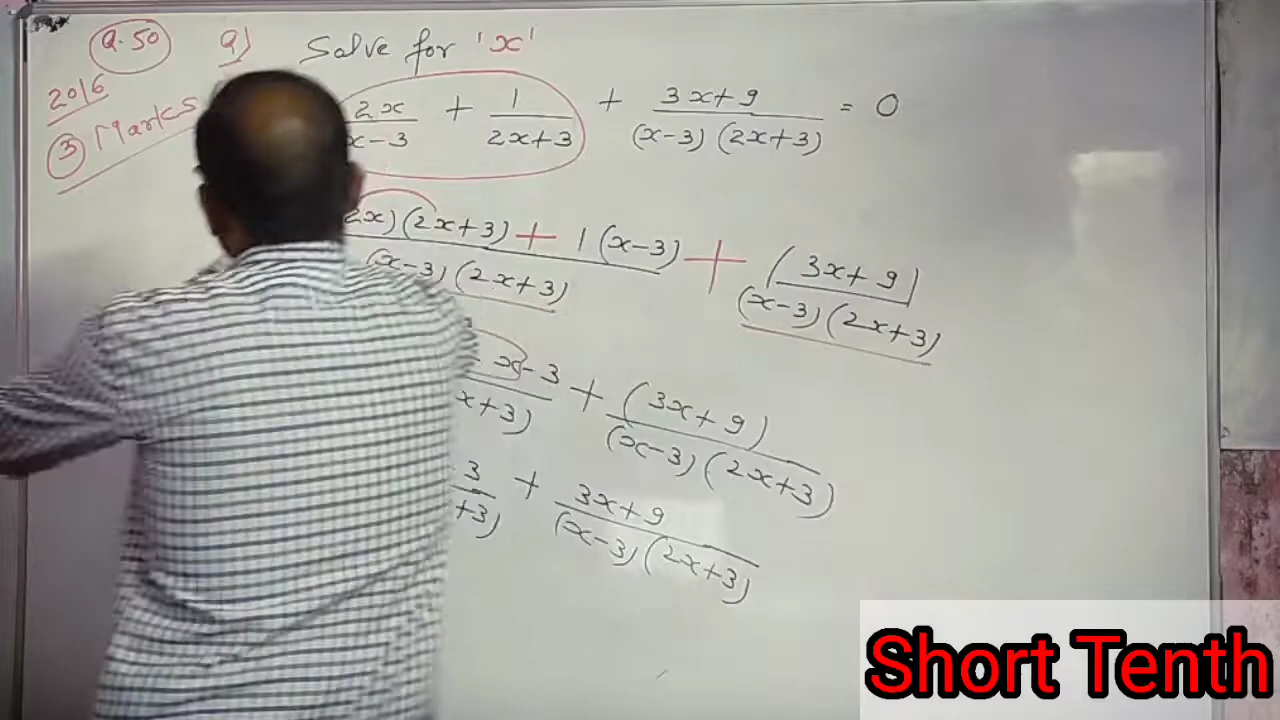 Q.50 Q) Solve for 'x'
2016
3 Marks
2x/x-3 + 1/2x+3 + 3x+9/(x-3)(2x+3) = 0
2x)(2x+3) + 1(x-3)/(x-3)(2x+3) + (3x+9)/(x-3)(2x+3)
x-3/x+3) + (3x+9)/(x-3)(2x+3)
3/+3) + 3x+9/(x-3)(2x+3)
Short Tenth